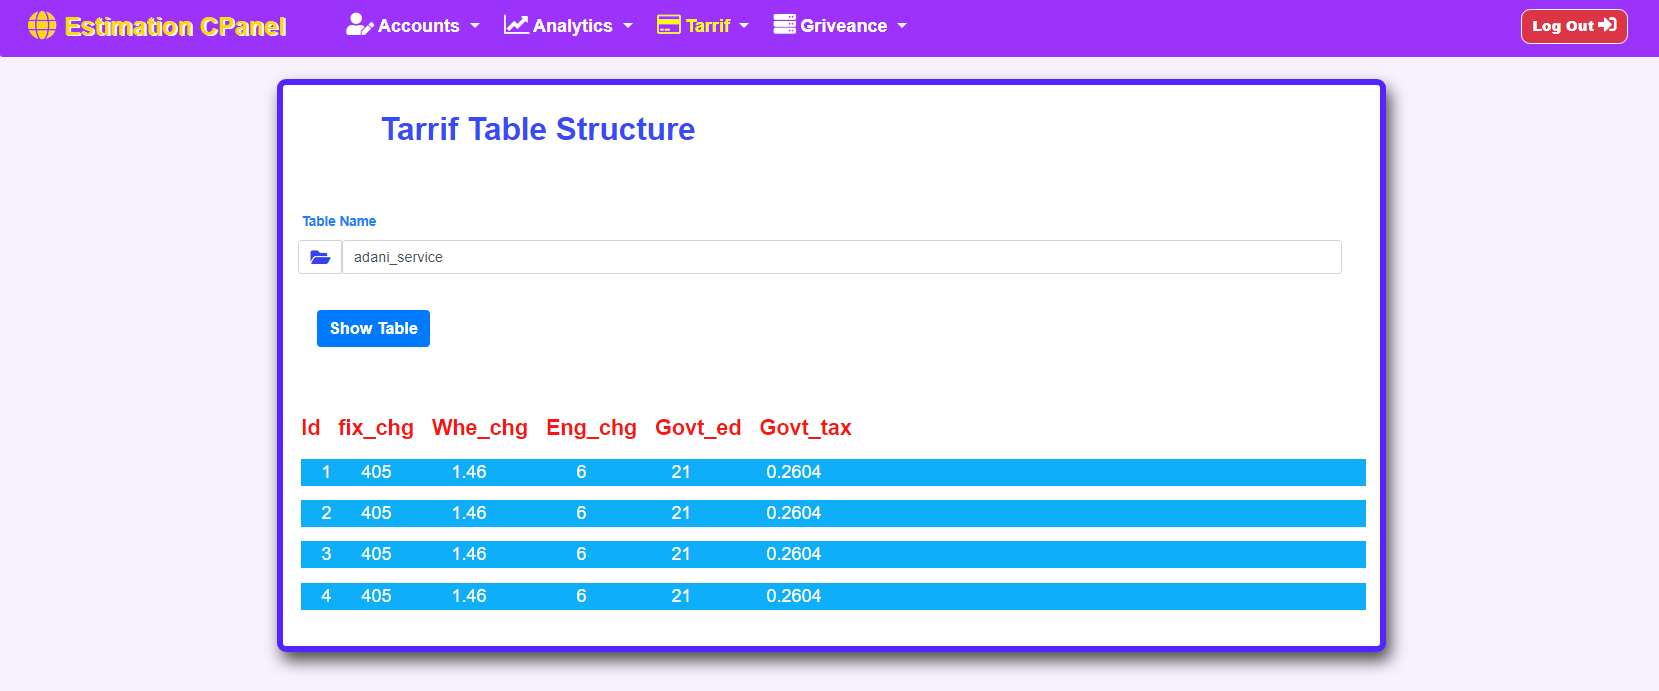 Estimation CPanel Accounts Analytics Tarrif Griveance Log Out
Tarrif Table Structure
Table Name
adani_service
Show Table
Id fix_chg Whe_chg Eng_chg Govt_ed Govt_tax
1 405 1.46 6 21 0.2604
2 405 1.46 6 21 0.2604
3 405 1.46 6 21 0.2604
4 405 1.46 6 21 0.2604